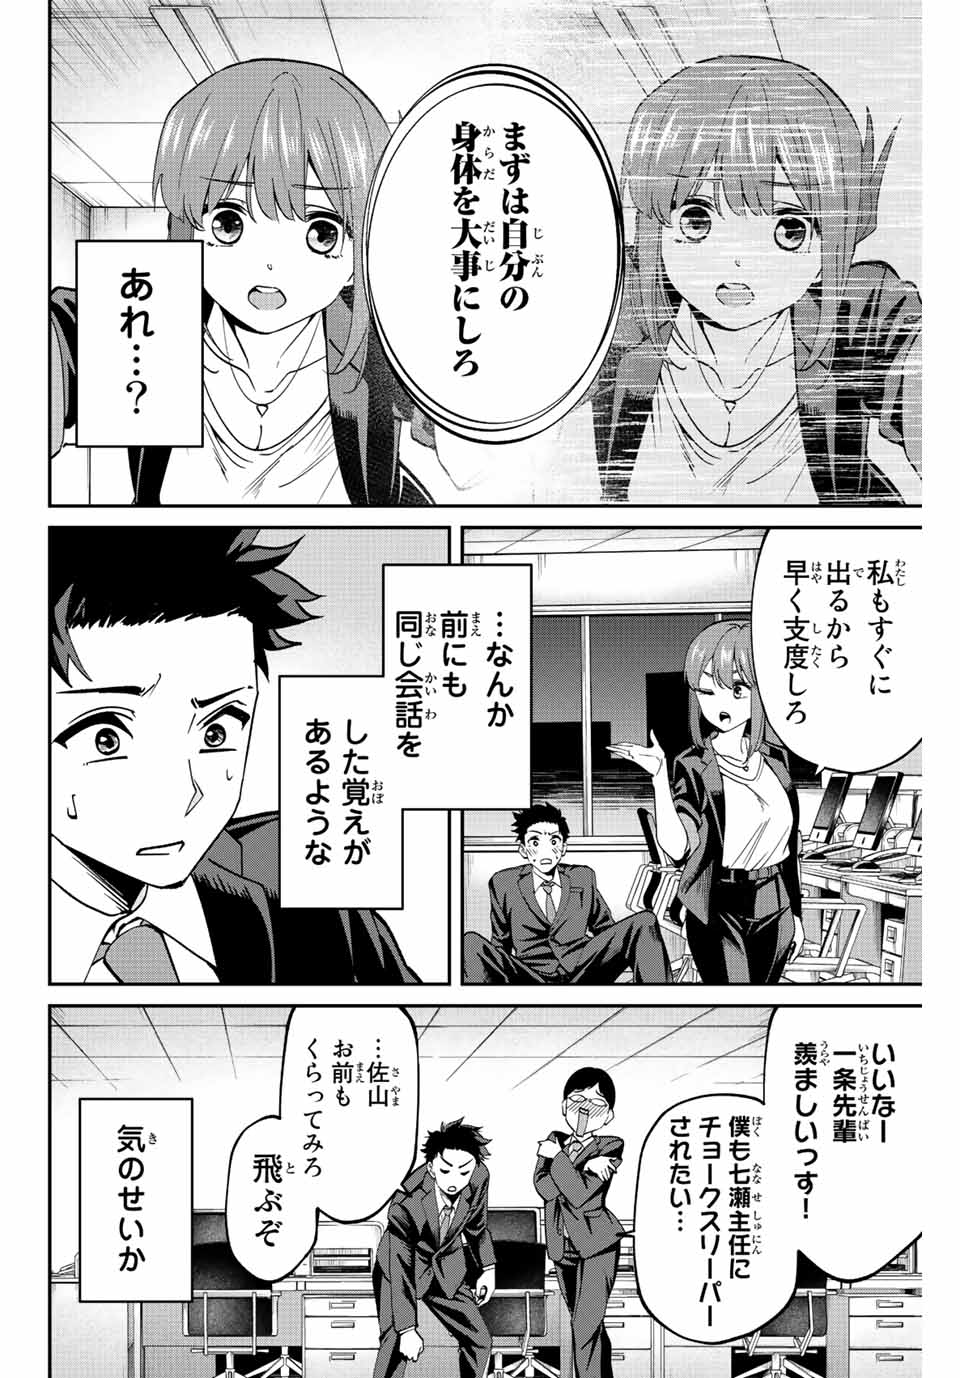 まずは自分の
身体を大事にしろ
あれ…?
私もすぐに
出るから
早く支度しろ
…なんか
前にも
同じ会話を
した覚えが
あるような
いいなー
一条先輩
羨ましいっす!
僕も七瀬主任に
チョークスリーパー
されたい…
…佐山
お前も
くらってみろ
飛ぶぞ
気のせいか